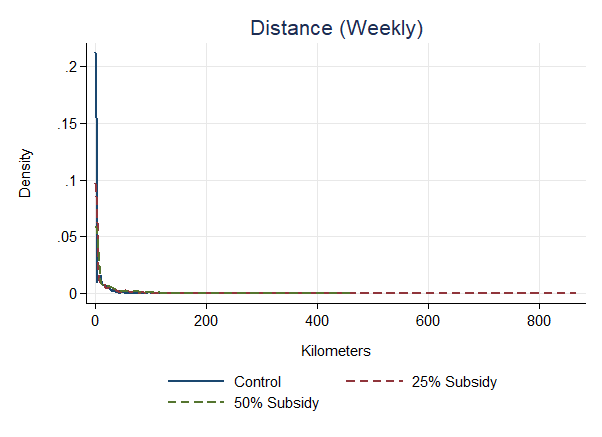 Distance (Weekly)
.2
.15
.1
.05
0
Density
0 200 400 600 800
Kilometers
Control 25% Subsidy
50% Subsidy